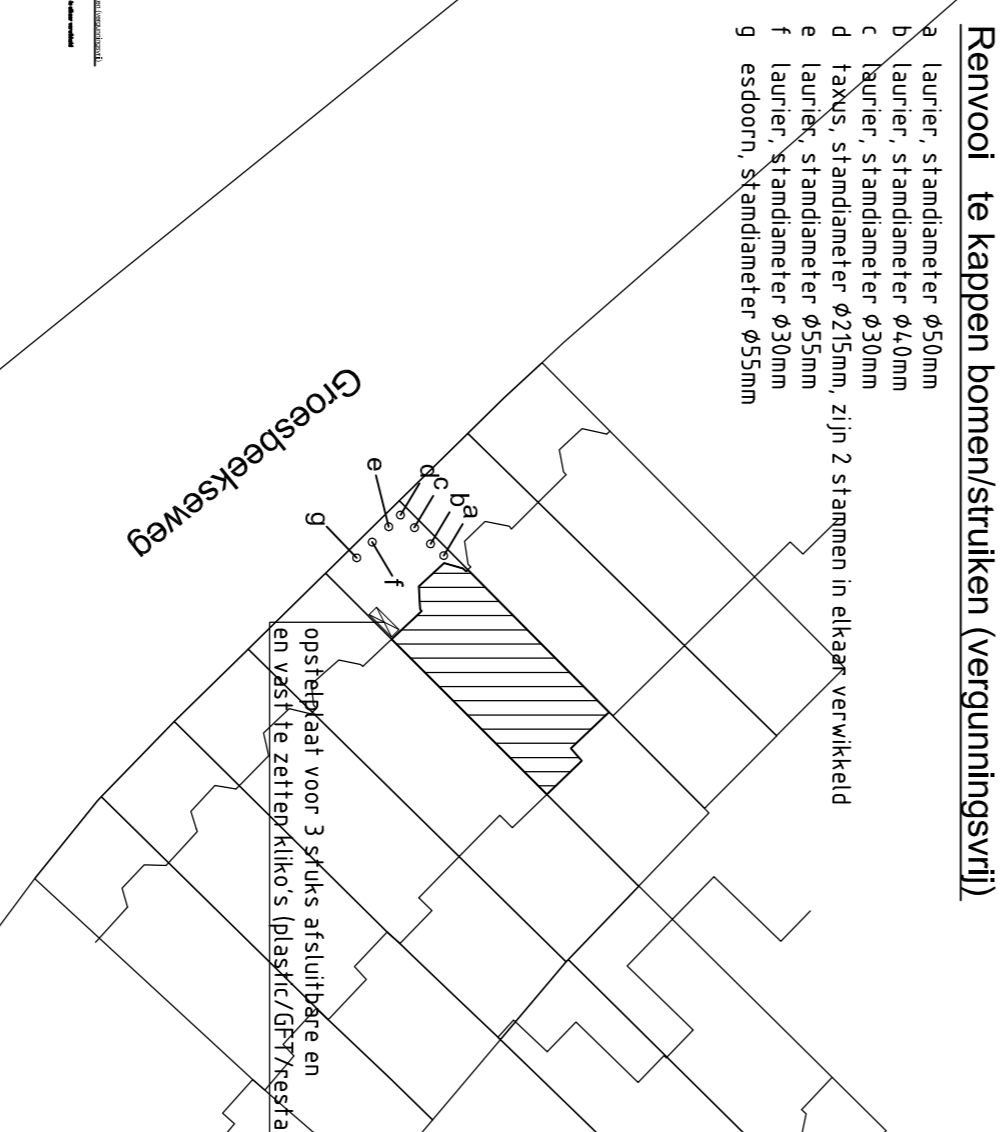 Renvooi te kappen bomen/struiken (vergunningsvrij)
a laurier, stamdiameter Ø50mm
b laurier, stamdiameter Ø40mm
c laurier, stamdiameter Ø30mm
d taxus, stamdiameter Ø215mm, zijn 2 stammen in elkaar verwikkeld
e laurier, stamdiameter Ø55mm
f laurier, stamdiameter Ø30mm
g esdoorn, stamdiameter Ø55mm
a
b
c
d
e
f
g
Groesbeekseweg
opstelplaat voor 3 stuks afsluitbare en
en vast te zetten kliko's (plastic/GFT/resta